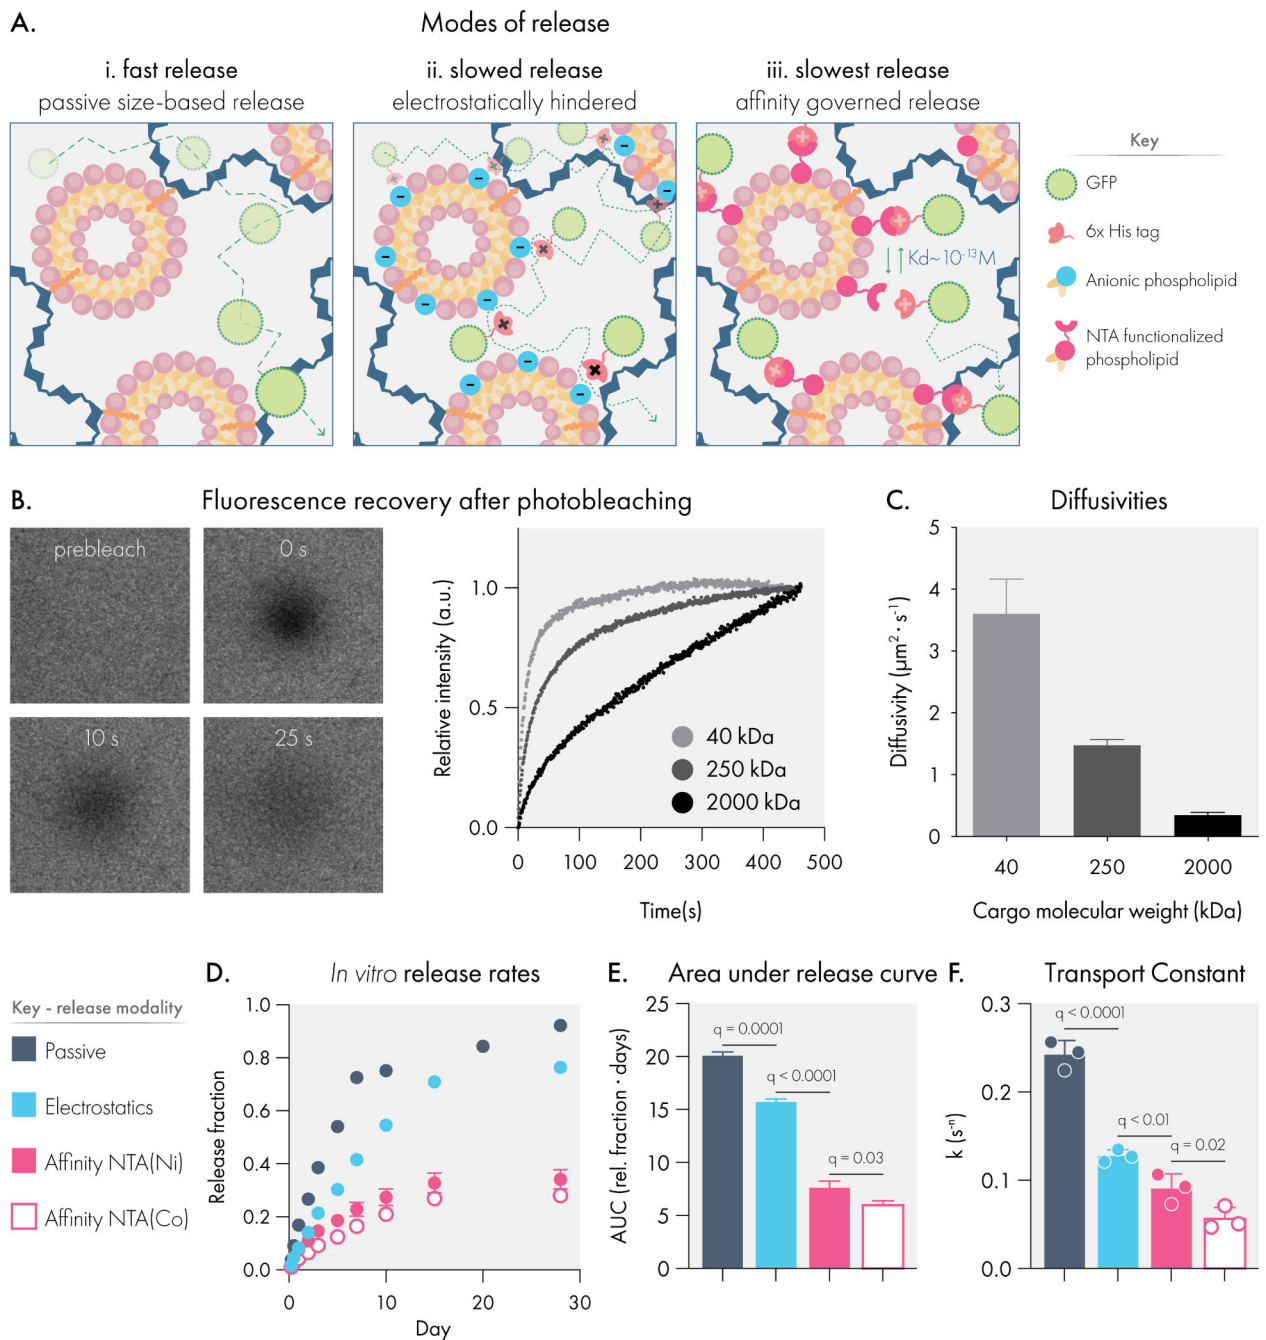 A.
Modes of release
i. fast release
passive size-based release
ii. slowed release
electrostatically hindered
iii. slowest release
affinity governed release
Kd~10⁻¹³M
Key
GFP
6x His tag
Anionic phospholipid
NTA functionalized
phospholipid
B.
Fluorescence recovery after photobleaching
prebleach
0 s
10 s
25 s
Relative intensity (a.u.)
1.0
0.5
0.0
40 kDa
250 kDa
2000 kDa
0 100 200 300 400 500
Time(s)
C.
Diffusivities
Diffusivity (µm² · s⁻¹)
5
4
3
2
1
0
40 250 2000
Cargo molecular weight (kDa)
Key - release modality
Passive
Electrostatics
Affinity NTA(Ni)
Affinity NTA(Co)
D.
In vitro release rates
Release fraction
1.0
0.8
0.6
0.4
0.2
0.0
0 10 20 30
Day
E.
Area under release curve
AUC (rel. fraction · days)
25
20
15
10
5
0
q = 0.0001
q < 0.0001
q = 0.03
F.
Transport Constant
k (s⁻ⁿ)
0.3
0.2
0.1
0.0
q < 0.0001
q < 0.01
q = 0.02